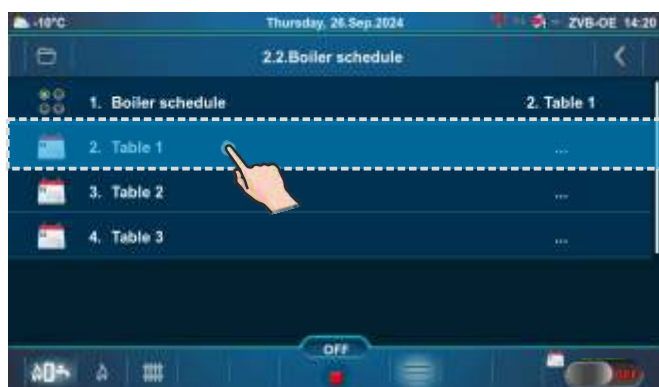 -10°C Thursday, 26.Sep.2024 ZVB-OE 14:20
2.2.Boiler schedule
1. Boiler schedule 2. Table 1
2. Table 1 ...
3. Table 2 ...
4. Table 3 ...
OFF
OFF